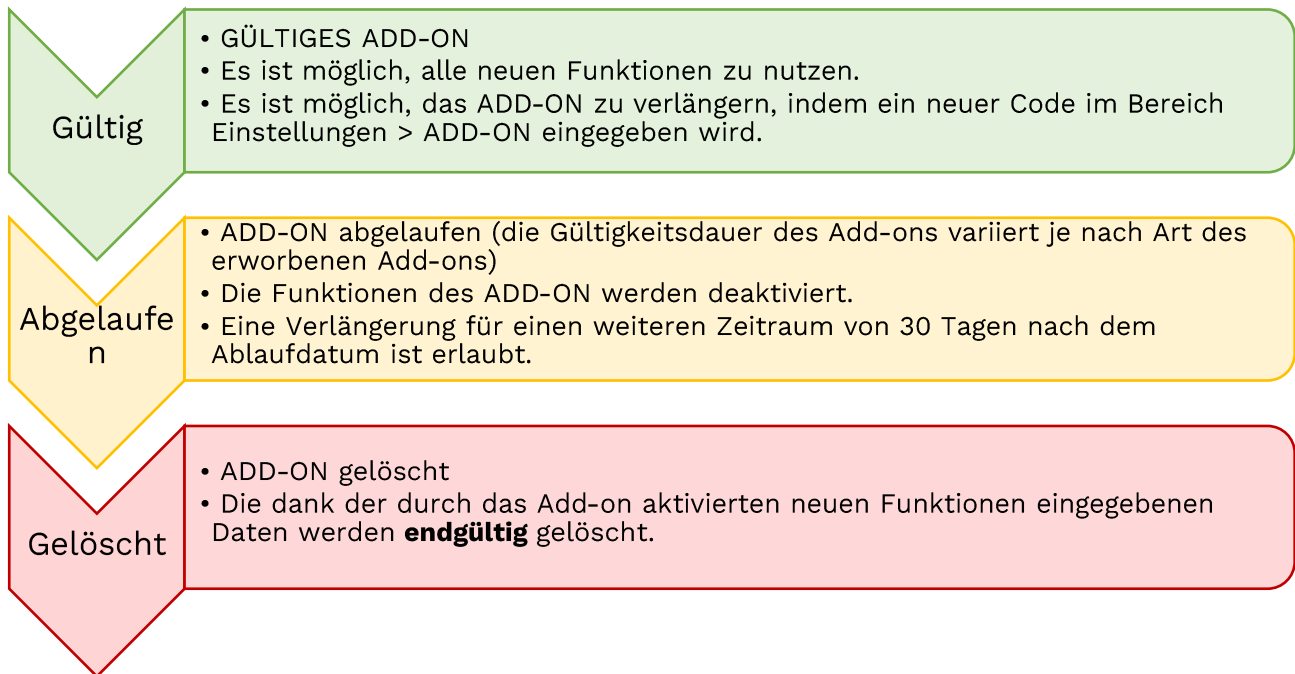 Gültig
• GÜLTIGES ADD-ON
• Es ist möglich, alle neuen Funktionen zu nutzen.
• Es ist möglich, das ADD-ON zu verlängern, indem ein neuer Code im Bereich
Einstellungen > ADD-ON eingegeben wird.
Abgelaufe
n
• ADD-ON abgelaufen (die Gültigkeitsdauer des Add-ons variiert je nach Art des
erworbenen Add-ons)
• Die Funktionen des ADD-ON werden deaktiviert.
• Eine Verlängerung für einen weiteren Zeitraum von 30 Tagen nach dem
Ablaufdatum ist erlaubt.
Gelöscht
• ADD-ON gelöscht
• Die dank der durch das Add-on aktivierten neuen Funktionen eingegebenen
Daten werden endgültig gelöscht.